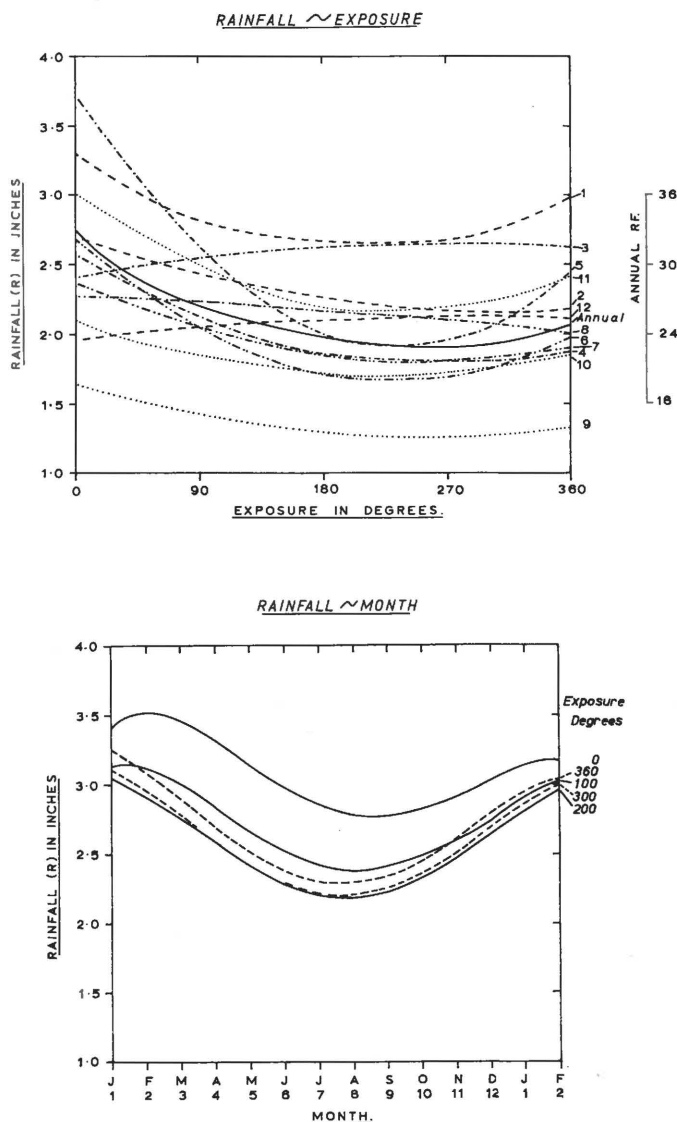 RAINFALL ~ EXPOSURE
4·0
3·5
3·0
2·5
2·0
1·5
1·0
RAINFALL (R) IN INCHES
0 90 180 270 360
EXPOSURE IN DEGREES.
1
3
5
11
2
12
Annual
8
6
7
4
10
9
36
30
24
18
ANNUAL RF.
RAINFALL ~ MONTH
4·0
3·5
3·0
2·5
2·0
1·5
1·0
RAINFALL (R) IN INCHES
Exposure
Degrees
0
360
100
300
200
J F M A M J J A S O N D J F
1 2 3 4 5 6 7 8 9 10 11 12 1 2
MONTH.